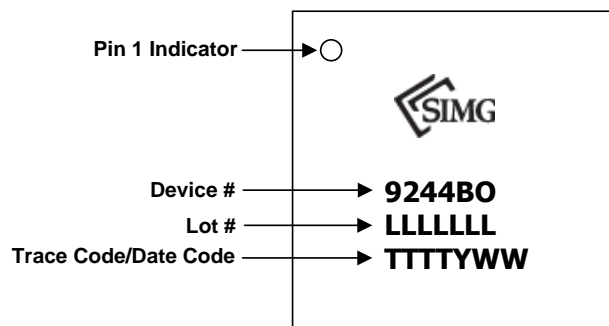 Pin 1 Indicator
SIMG
Device # 9244BO
Lot # LLLLLLL
Trace Code/Date Code TTTTYWW